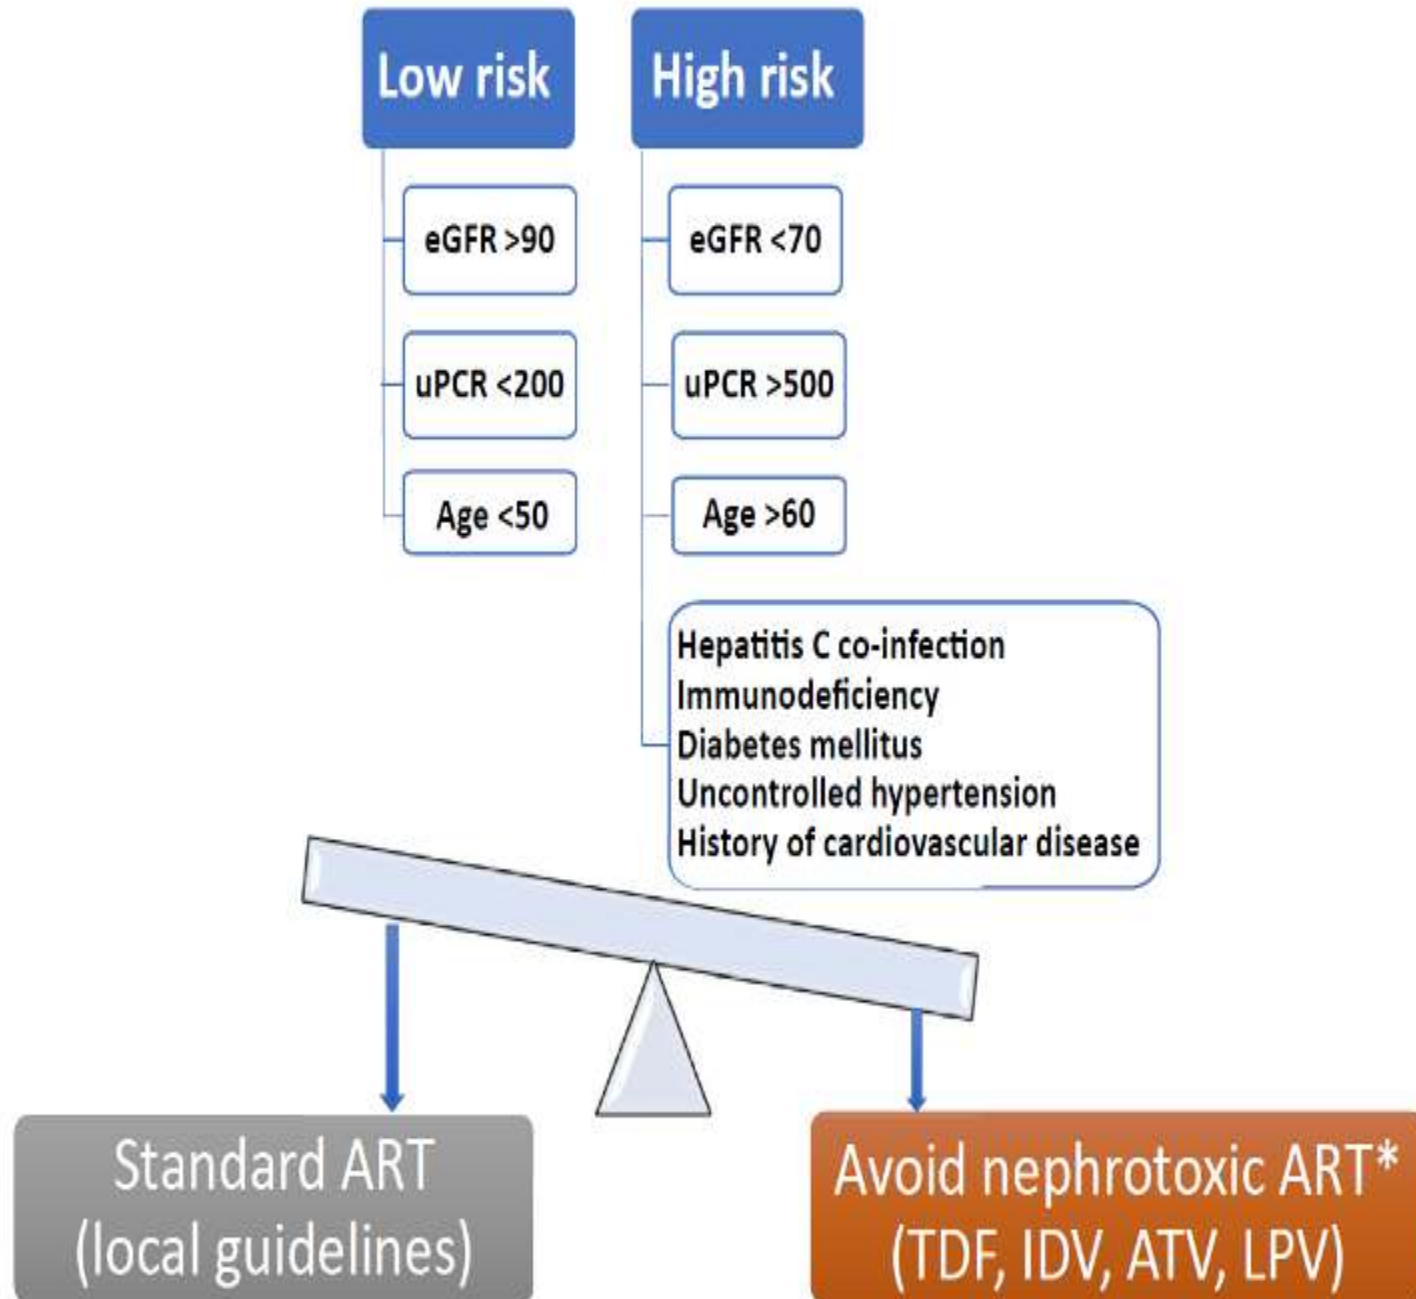 Low risk
High risk
eGFR >90
eGFR <70
uPCR <200
uPCR >500
Age <50
Age >60
Hepatitis C co-infection
Immunodeficiency
Diabetes mellitus
Uncontrolled hypertension
History of cardiovascular disease
Standard ART
(local guidelines)
Avoid nephrotoxic ART*
(TDF, IDV, ATV, LPV)